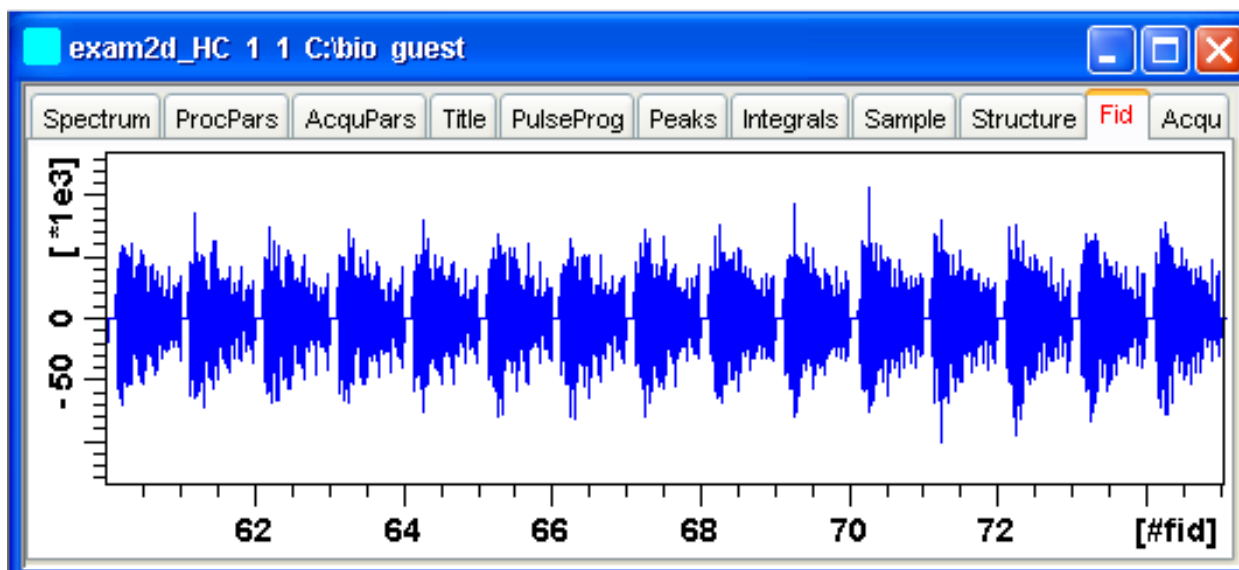 exam2d_HC 1 1 C:\bio guest
Spectrum ProcPars AcquPars Title PulseProg Peaks Integrals Sample Structure Fid Acqu
[*1e3]
0
-50
62 64 66 68 70 72 [#fid]